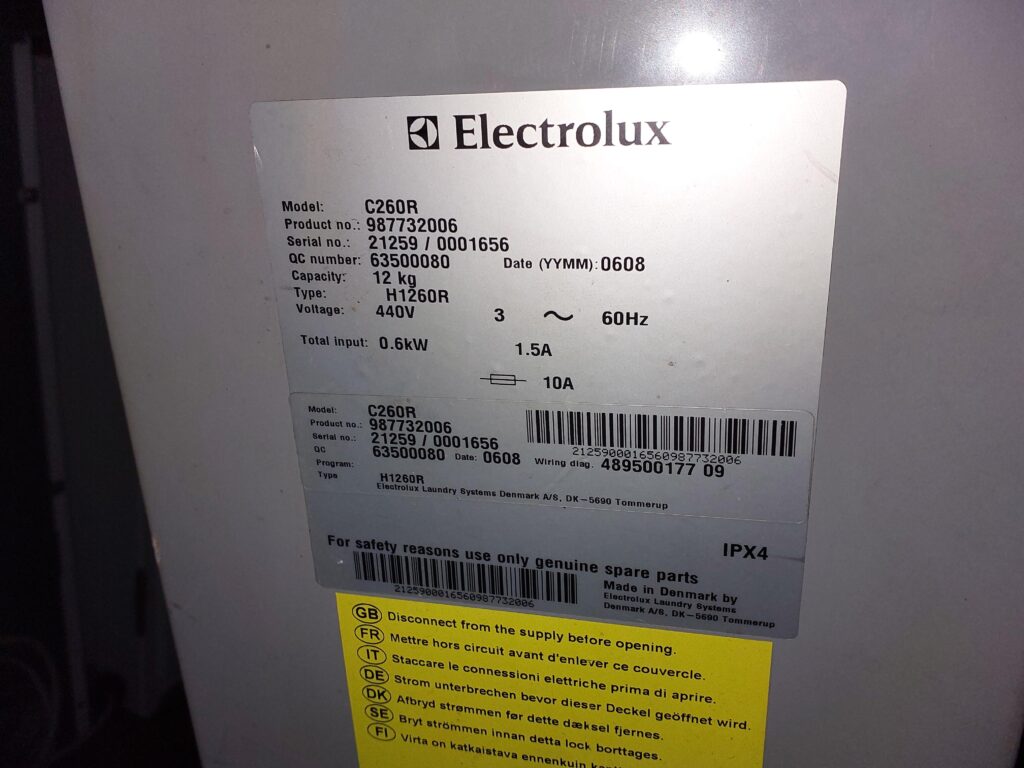 Electrolux
Model: C260R
Product no.: 987732006
Serial no.: 21259 / 0001656
QC number: 63500080 Date (YYMM): 0608
Capacity: 12 kg
Type: H1260R
Voltage: 440V 3 ~ 60Hz
Total input: 0.6kW 1.5A
10A
Model: C260R
Product no.: 987732006
Serial no.: 21259 / 0001656
2125900016560987732006
QC 63500080 Date: 0608 Wiring diag. 489500177 09
Program:
Type H1260R
Electrolux Laundry Systems Denmark A/S, DK-5690 Tommerup
IPX4
For safety reasons use only genuine spare parts
2125900016560987732006
Made in Denmark by
Electrolux Laundry Systems
Denmark A/S, DK-5690 Tommerup
GB Disconnect from the supply before opening.
FR Mettre hors circuit avant d'enlever ce couvercle.
IT Staccare le connessioni elettriche prima di aprire.
DE Strom unterbrechen bevor dieser Deckel geöffnet wird.
DK Afbryd strømmen før dette dæksel fjernes.
SE Bryt strömmen innan detta lock borttages.
FI Virta on katkaistava ennenkuin